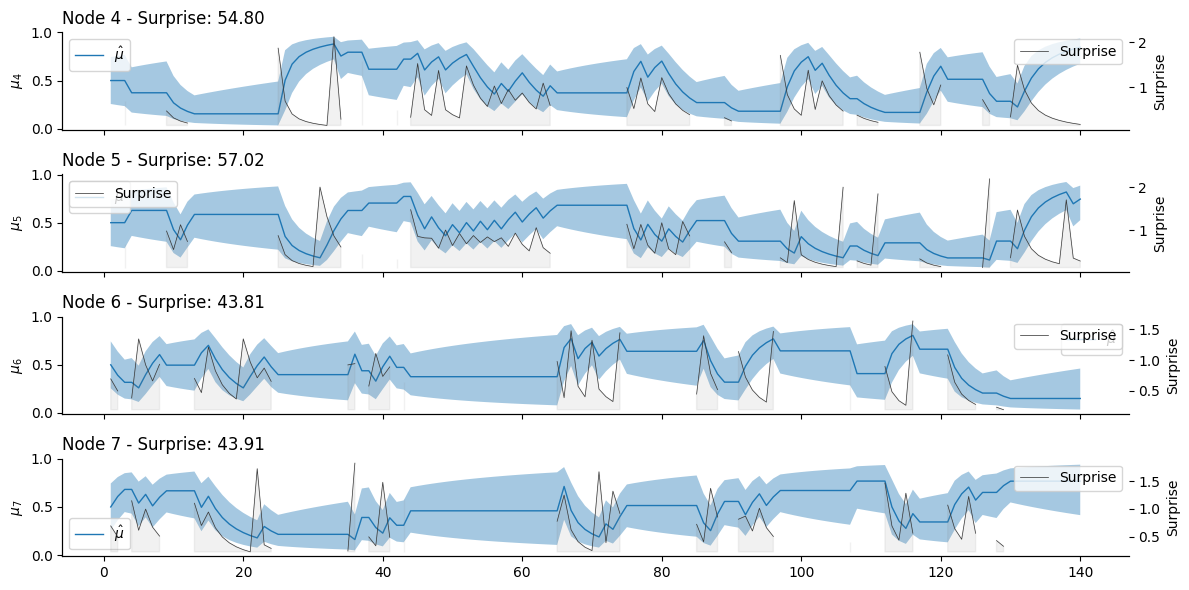 Node 4 - Surprise: 54.80
1.0
0.5
0.0
μ4
μ̂
Surprise
2
1
Surprise
Node 5 - Surprise: 57.02
1.0
0.5
0.0
μ5
Surprise
2
1
Surprise
Node 6 - Surprise: 43.81
1.0
0.5
0.0
μ6
Surprise
1.5
1.0
0.5
Surprise
Node 7 - Surprise: 43.91
1.0
0.5
0.0
μ7
μ̂
Surprise
1.5
1.0
0.5
Surprise
0 20 40 60 80 100 120 140